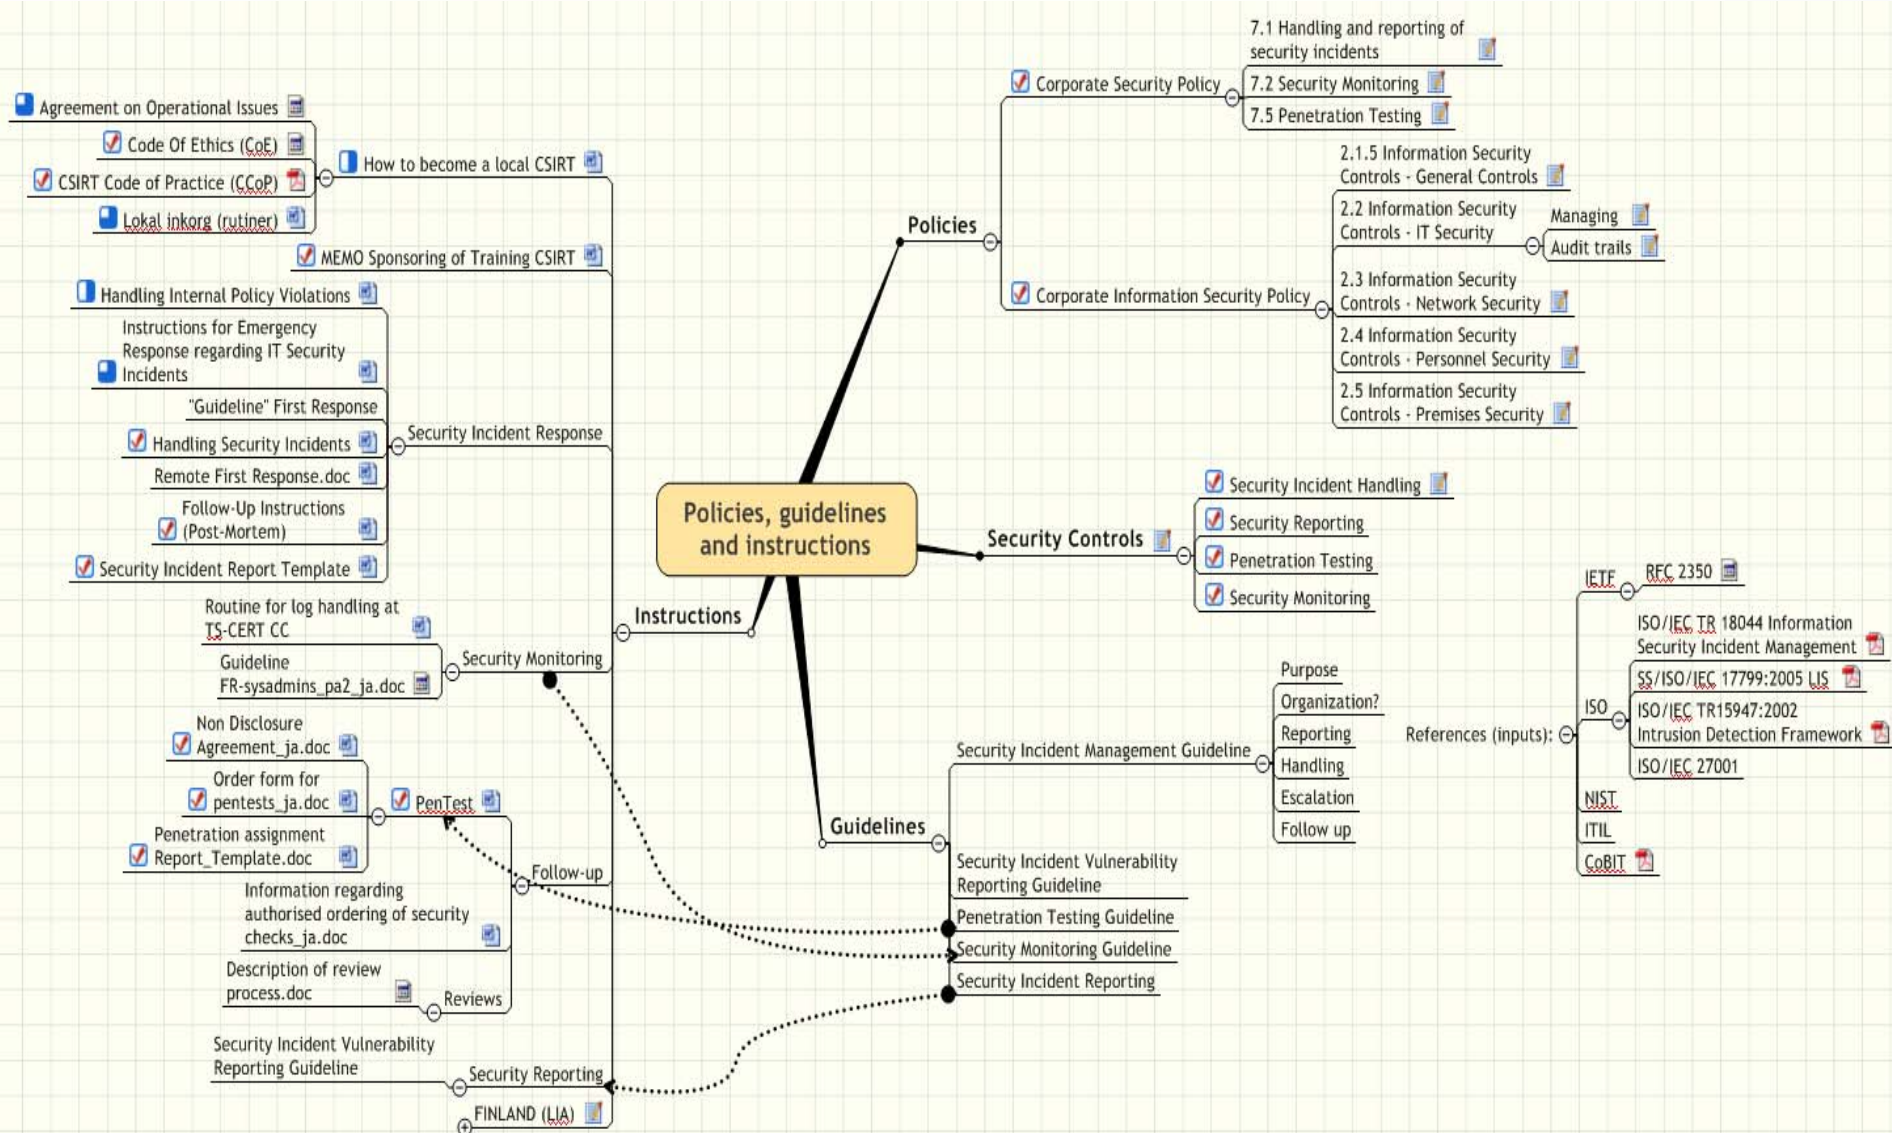 Policies, guidelines
and instructions
Policies
Corporate Security Policy
7.1 Handling and reporting of
security incidents
7.2 Security Monitoring
7.5 Penetration Testing
Corporate Information Security Policy
2.1.5 Information Security
Controls - General Controls
2.2 Information Security
Controls - IT Security
Managing
Audit trails
2.3 Information Security
Controls - Network Security
2.4 Information Security
Controls - Personnel Security
2.5 Information Security
Controls - Premises Security
Security Controls
Security Incident Handling
Security Reporting
Penetration Testing
Security Monitoring
Guidelines
Security Incident Management Guideline
Purpose
Organization?
Reporting
Handling
Escalation
Follow up
Security Incident Vulnerability
Reporting Guideline
Penetration Testing Guideline
Security Monitoring Guideline
Security Incident Reporting
References (inputs):
IETF
RFC 2350
ISO
ISO/IEC TR 18044 Information
Security Incident Management
SS/ISO/IEC 17799:2005 LIS
ISO/IEC TR15947:2002
Intrusion Detection Framework
ISO/IEC 27001
NIST
ITIL
CoBIT
Instructions
How to become a local CSIRT
Agreement on Operational Issues
Code Of Ethics (CoE)
CSIRT Code of Practice (CCoP)
Lokal inkorg (rutiner)
MEMO Sponsoring of Training CSIRT
Security Incident Response
Handling Internal Policy Violations
Instructions for Emergency
Response regarding IT Security
Incidents
"Guideline" First Response
Handling Security Incidents
Remote First Response.doc
Follow-Up Instructions
(Post-Mortem)
Security Incident Report Template
Security Monitoring
Routine for log handling at
TS-CERT CC
Guideline
FR-sysadmins_pa2_ja.doc
Follow-up
PenTest
Non Disclosure
Agreement_ja.doc
Order form for
pentests_ja.doc
Penetration assignment
Report_Template.doc
Information regarding
authorised ordering of security
checks_ja.doc
Reviews
Description of review
process.doc
Security Reporting
Security Incident Vulnerability
Reporting Guideline
FINLAND (LIA)